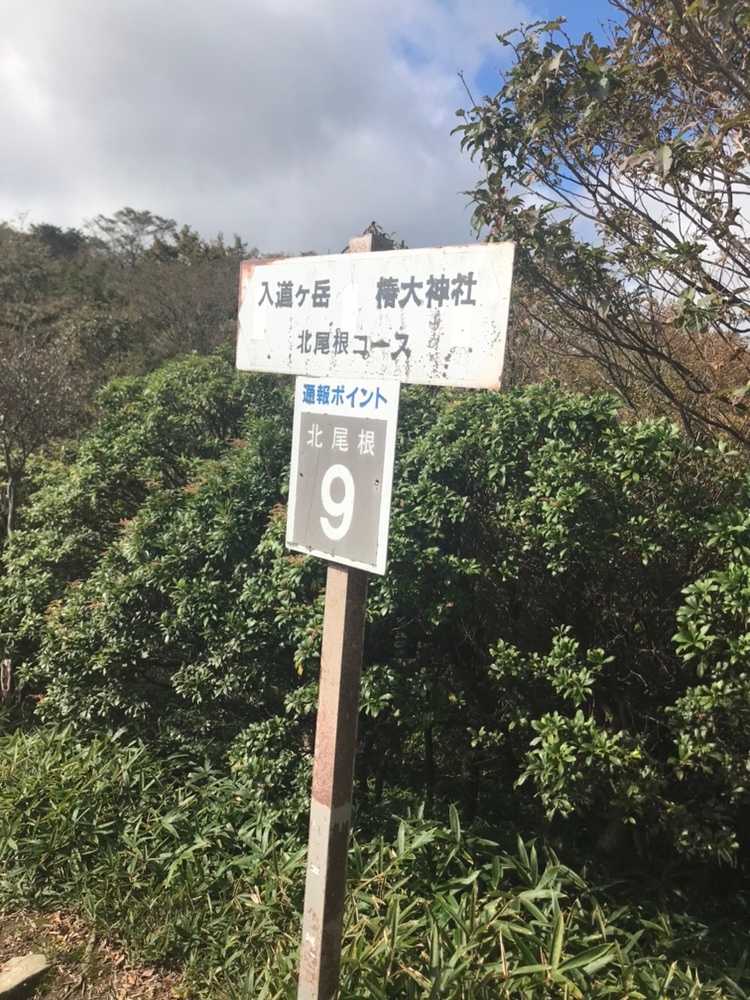 入道ヶ岳 椿大神社
北尾根コース
通報ポイント
北尾根
9